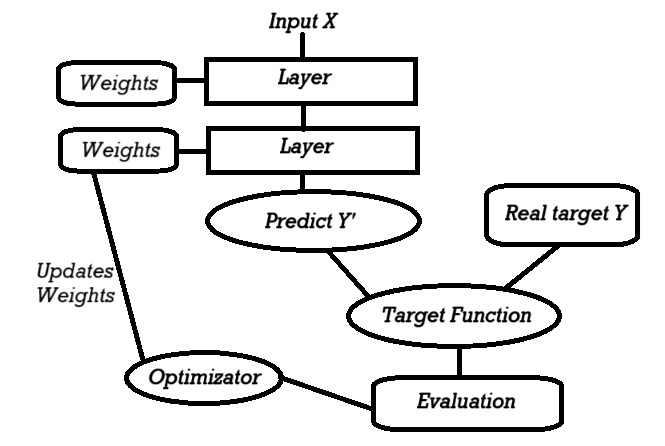 Input X
Weights
Layer
Weights
Layer
Predict Y'
Real target Y
Updates
Weights
Target Function
Optimizator
Evaluation